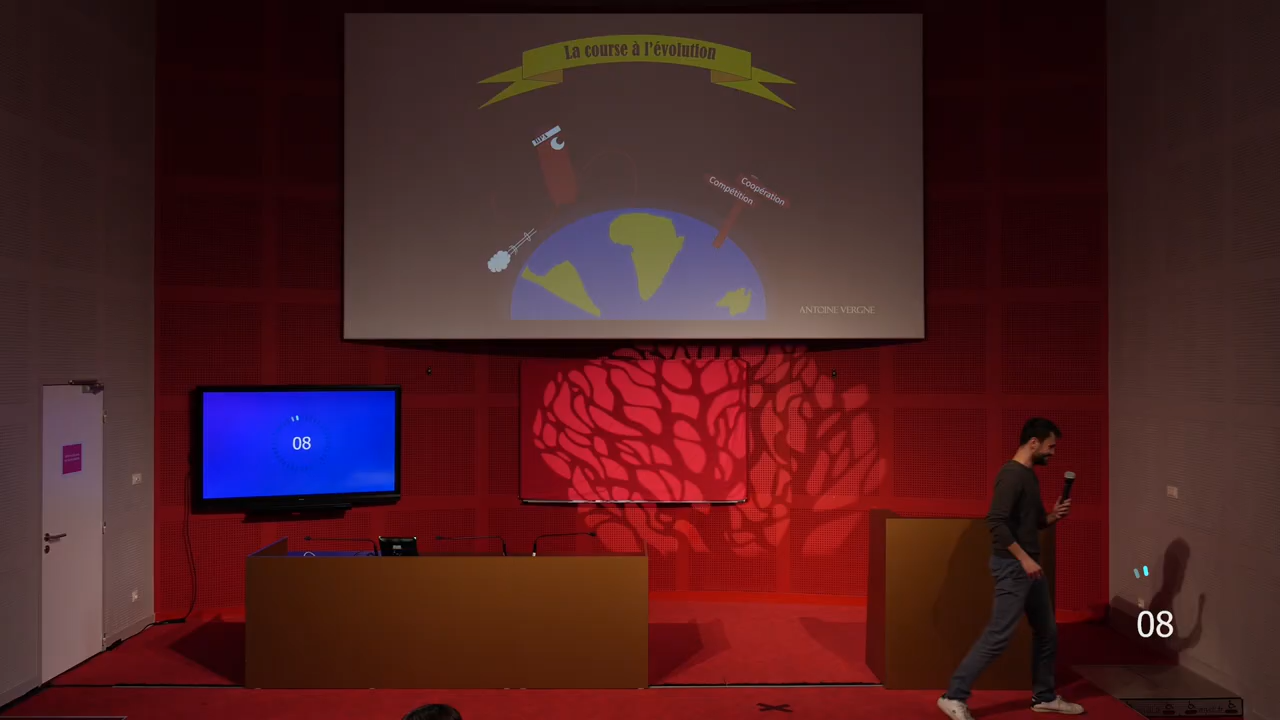 La course à l'évolution
Compétition
Coopération
ANTOINE VERGNE
08
08